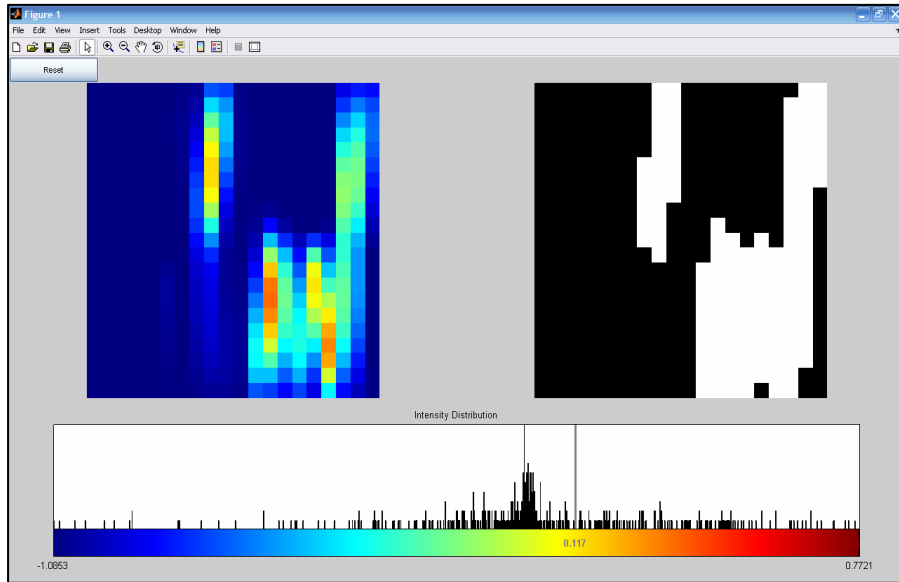 Figure 1
File Edit View Insert Tools Desktop Window Help
Reset
Intensity Distribution
0.117
-1.0853 0.7721